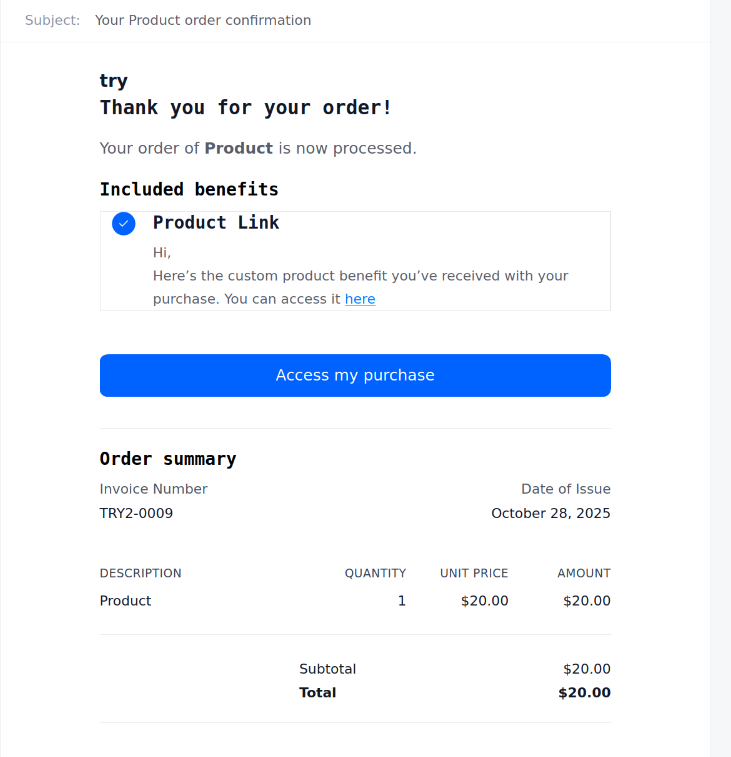 Subject: Your Product order confirmation
try
Thank you for your order!
Your order of Product is now processed.
Included benefits
Product Link
Hi,
Here’s the custom product benefit you’ve received with your
purchase. You can access it here
Access my purchase
Order summary
Invoice Number Date of Issue
TRY2-0009 October 28, 2025
DESCRIPTION QUANTITY UNIT PRICE AMOUNT
Product 1 $20.00 $20.00
Subtotal $20.00
Total $20.00